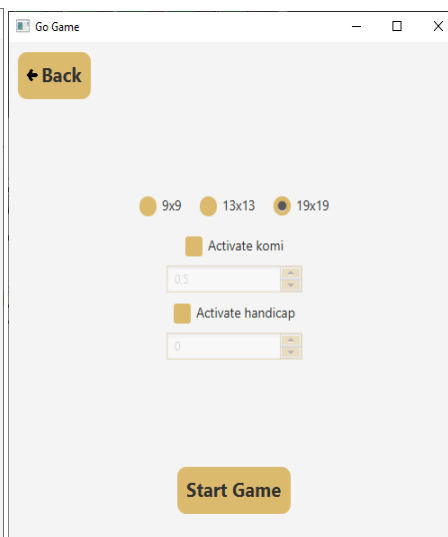 Go Game
Back
9x9 13x13 19x19
Activate komi
0,5
Activate handicap
0
Start Game